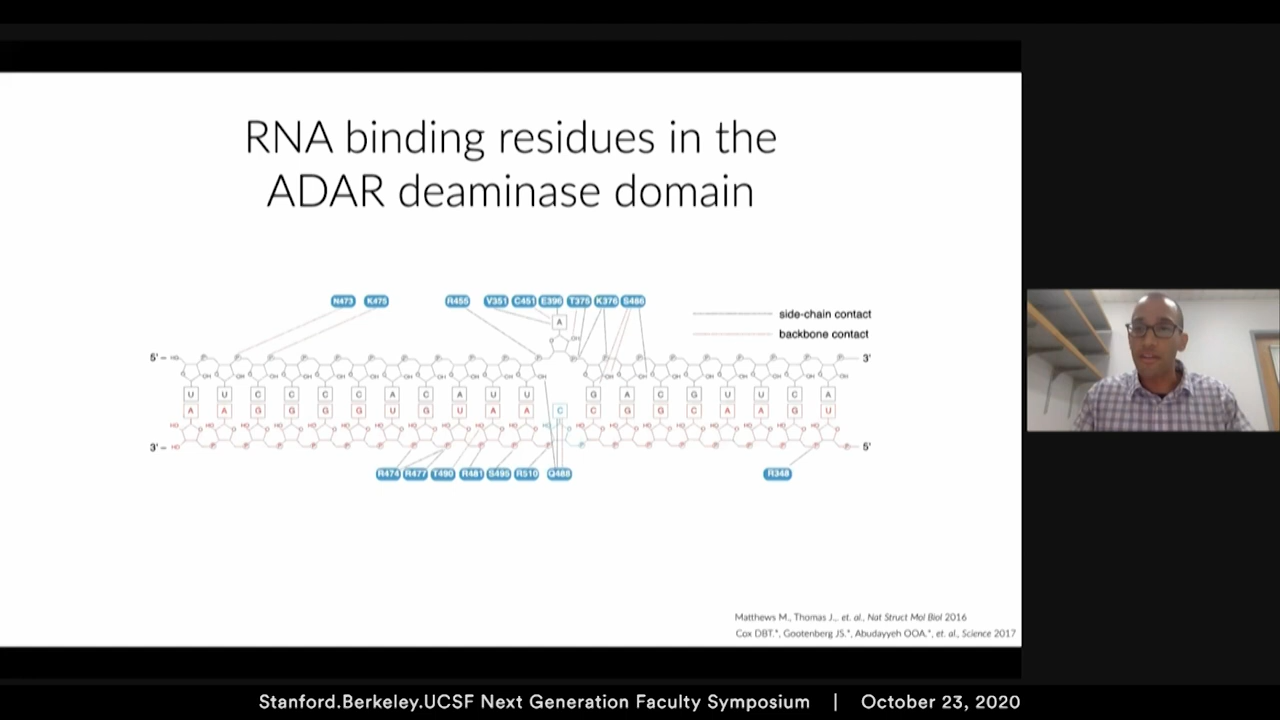 RNA binding residues in the
ADAR deaminase domain
N473 K475 R455 V351 C451 E396 T375 K376 S486
side-chain contact
backbone contact
A
5' 3'
U U C C C C A C A U U G A C G U U C A
A A G G G G U G U A A C C G G C A A G U
3' 5'
R474 R477 T490 R481 S495 R510 Q488 R348
Matthews M., Thomas J., et. al., Nat Struct Mol Biol 2016
Cox DBT.*, Gootenberg JS.*, Abudayyeh OOA.*, et. al., Science 2017
Stanford.Berkeley.UCSF Next Generation Faculty Symposium | October 23, 2020